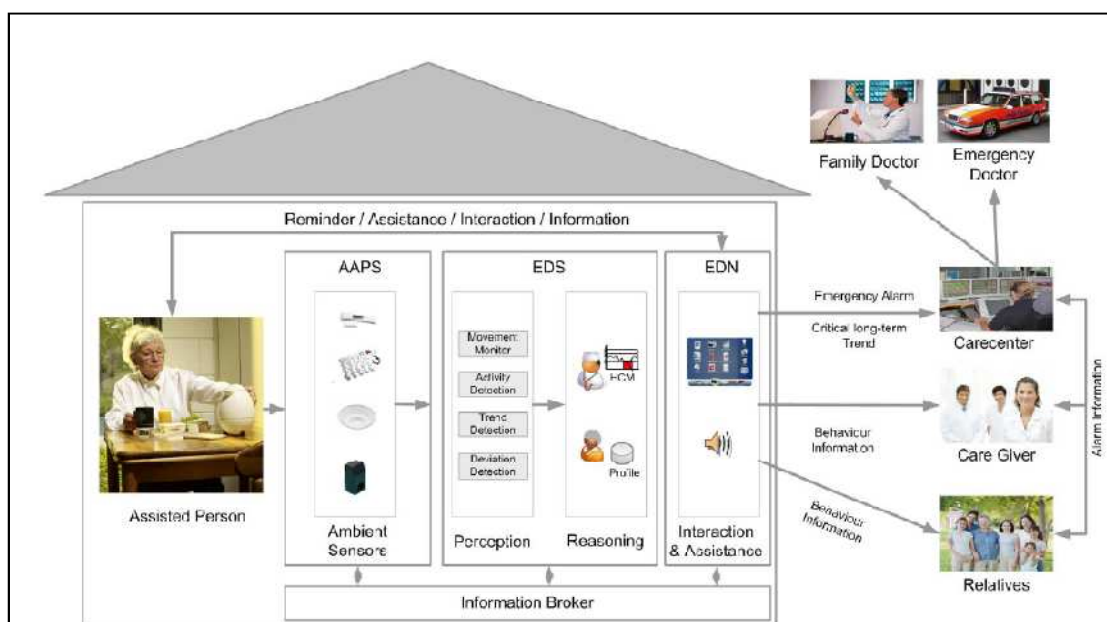 Reminder / Assistance / Interaction / Information
AAPS
EDS
EDN
Movement
Monitor
Activity
Detection
Trend
Detection
Deviation
Detection
HCM
Profile
Assisted Person
Ambient
Sensors
Perception
Reasoning
Interaction
& Assistance
Information Broker
Family Doctor
Emergency
Doctor
Emergency Alarm
Critical long-term
Trend
Carecenter
Behaviour
Information
Care Giver
Behaviour
Information
Relatives
Alarm Information